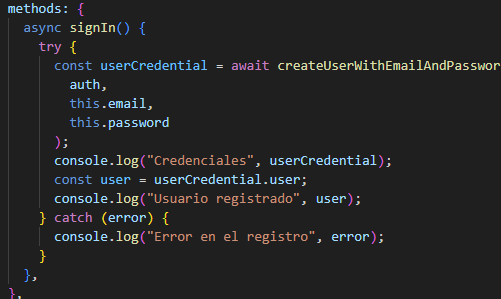 methods: {
async signIn() {
try {
const userCredential = await createUserWithEmailAndPasswor
auth,
this.email,
this.password
);
console.log("Credenciales", userCredential);
const user = userCredential.user;
console.log("Usuario registrado", user);
} catch (error) {
console.log("Error en el registro", error);
}
},
},